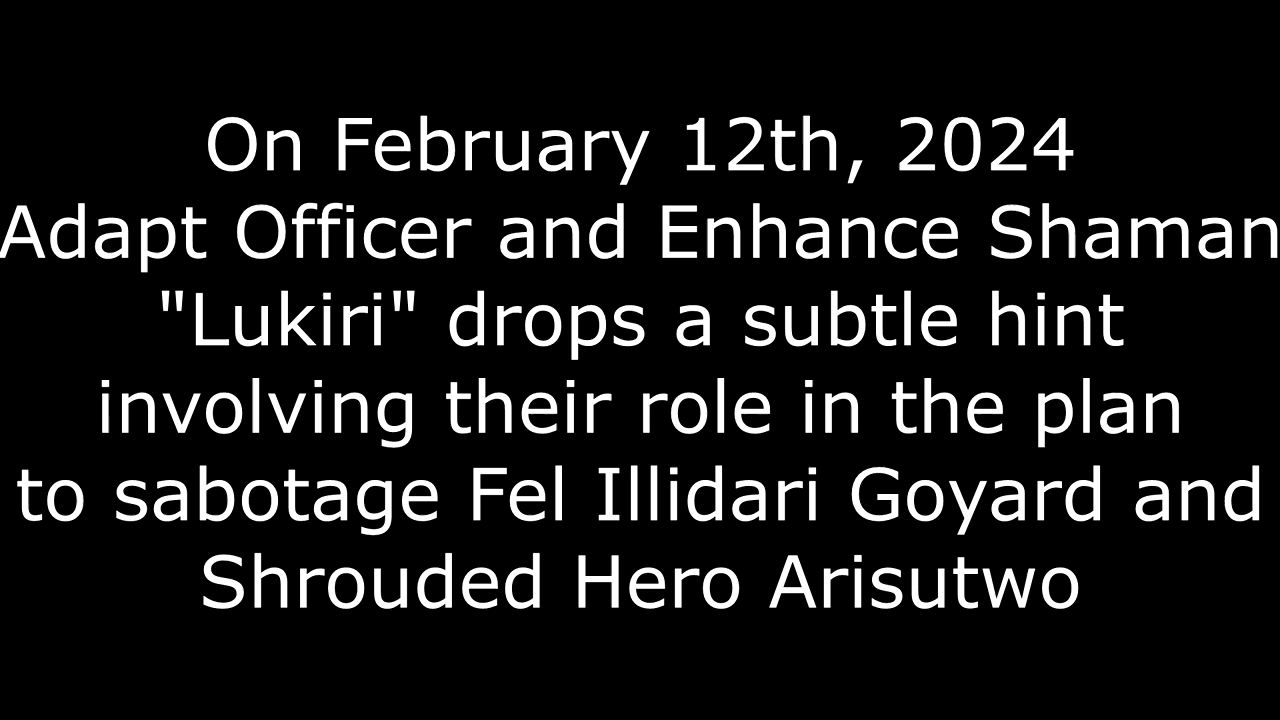 On February 12th, 2024
Adapt Officer and Enhance Shaman
"Lukiri" drops a subtle hint
involving their role in the plan
to sabotage Fel Illidari Goyard and
Shrouded Hero Arisutwo